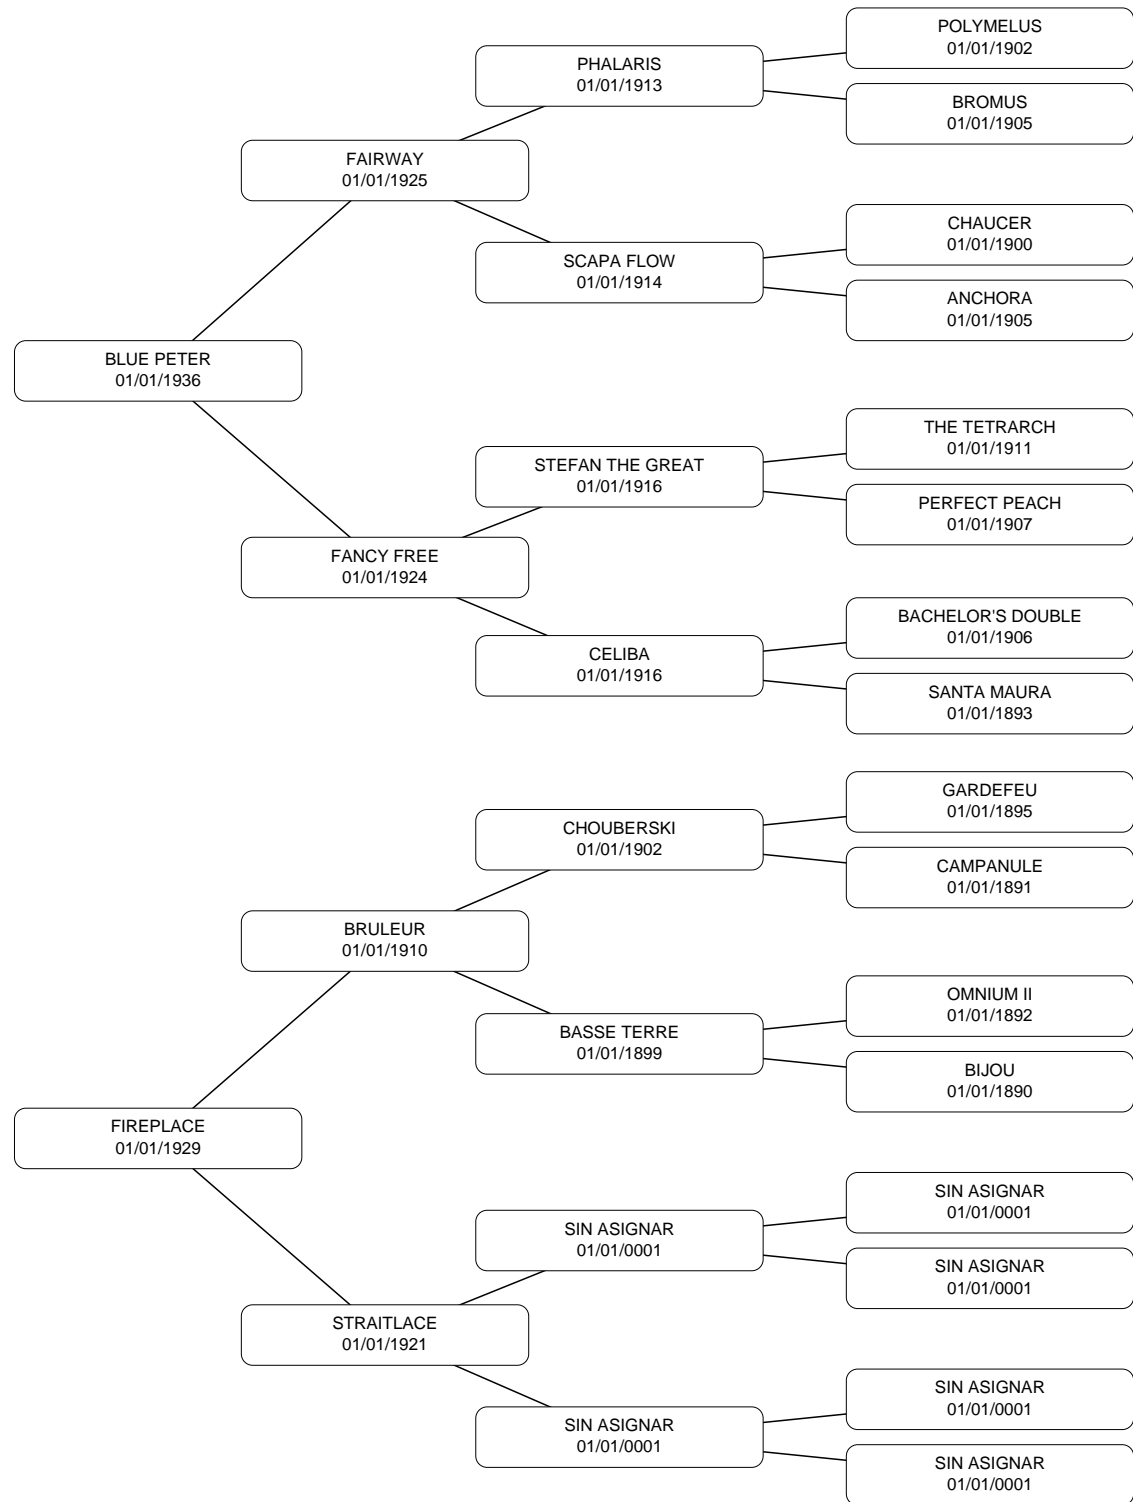 POLYMELUS
01/01/1902
PHALARIS
01/01/1913
BROMUS
01/01/1905
FAIRWAY
01/01/1925
CHAUCER
01/01/1900
SCAPA FLOW
01/01/1914
ANCHORA
01/01/1905
BLUE PETER
01/01/1936
THE TETRARCH
01/01/1911
STEFAN THE GREAT
01/01/1916
PERFECT PEACH
01/01/1907
FANCY FREE
01/01/1924
BACHELOR'S DOUBLE
01/01/1906
CELIBA
01/01/1916
SANTA MAURA
01/01/1893
GARDEFEU
01/01/1895
CHOUBERSKI
01/01/1902
CAMPANULE
01/01/1891
BRULEUR
01/01/1910
OMNIUM II
01/01/1892
BASSE TERRE
01/01/1899
BIJOU
01/01/1890
FIREPLACE
01/01/1929
SIN ASIGNAR
01/01/0001
SIN ASIGNAR
01/01/0001
SIN ASIGNAR
01/01/0001
STRAITLACE
01/01/1921
SIN ASIGNAR
01/01/0001
SIN ASIGNAR
01/01/0001
SIN ASIGNAR
01/01/0001